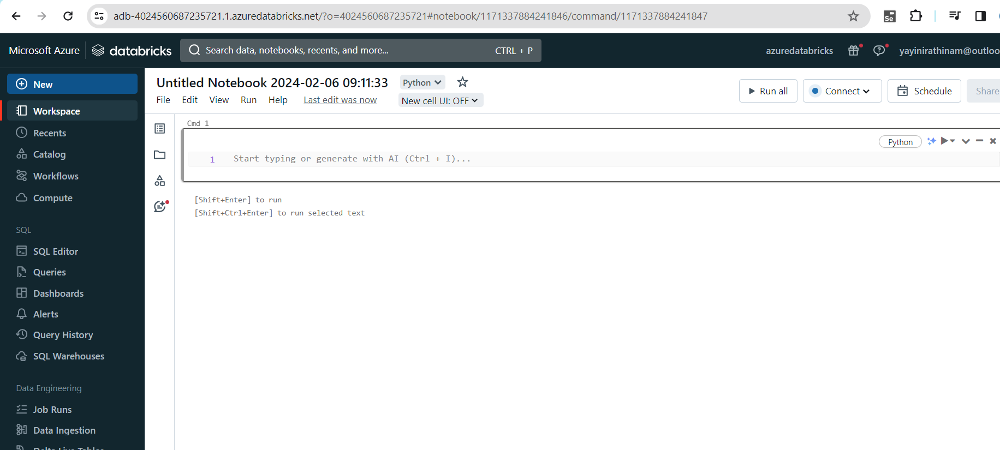 adb-4024560687235721.1.azuredatabricks.net/?o=4024560687235721#notebook/1171337884241846/command/1171337884241847
Se
Microsoft Azure databricks Search data, notebooks, recents, and more... CTRL + P azuredatabricks yayinirathinam@outloo
New
Workspace
Recents
Catalog
Workflows
Compute
SQL
SQL Editor
Queries
Dashboards
Alerts
Query History
SQL Warehouses
Data Engineering
Job Runs
Data Ingestion
Delta Live Tables
Untitled Notebook 2024-02-06 09:11:33 Python
File Edit View Run Help Last edit was now New cell UI: OFF
Run all Connect Schedule Share
Cmd 1
Python
1 Start typing or generate with AI (Ctrl + I)...
[Shift+Enter] to run
[Shift+Ctrl+Enter] to run selected text